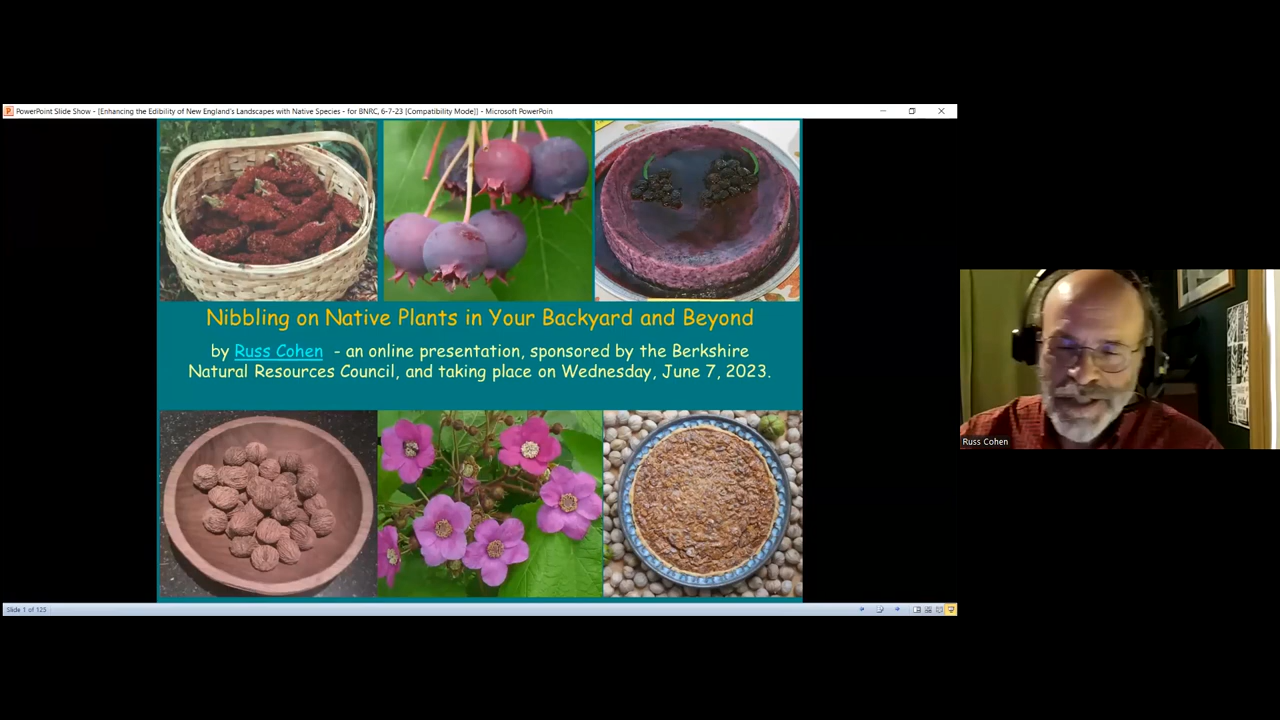 PowerPoint Slide Show - [Enhancing the Edibility of New England's Landscapes with Native Species - for BNRC, 6-7-23 [Compatibility Mode]] - Microsoft PowerPoin
Nibbling on Native Plants in Your Backyard and Beyond
by Russ Cohen - an online presentation, sponsored by the Berkshire
Natural Resources Council, and taking place on Wednesday, June 7, 2023.
Russ Cohen
Slide 1 of 125